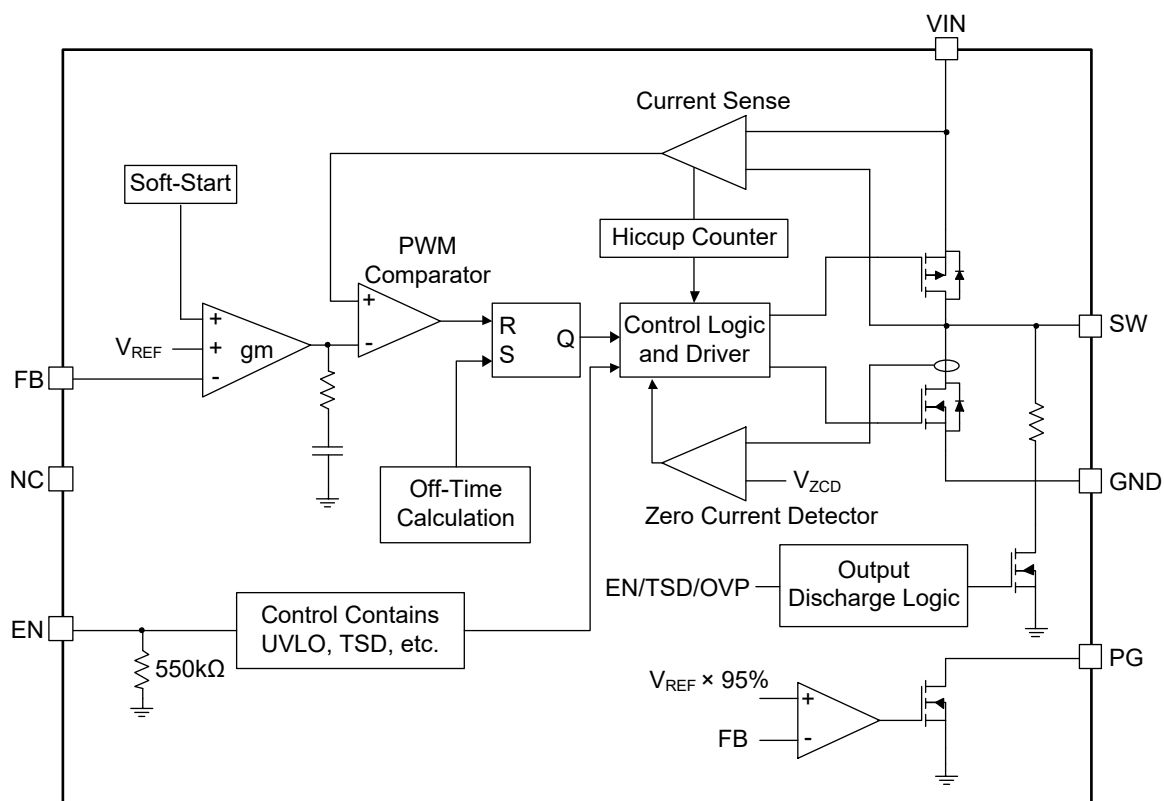 VIN
Current Sense
Soft-Start
Hiccup Counter
PWM
Comparator
+
-
R
S
Q
Control Logic
and Driver
SW
+
VREF
+
gm
-
FB
NC
Off-Time
Calculation
VZCD
Zero Current Detector
GND
EN/TSD/OVP
Output
Discharge Logic
EN
Control Contains
UVLO, TSD, etc.
550kΩ
PG
VREF × 95%
+
FB
-